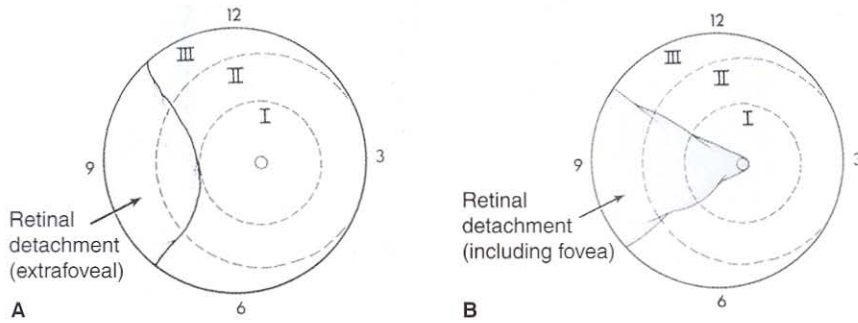 12
III
II
I
9
3
Retinal
detachment
(extrafoveal)
6
A
12
III
II
I
9
3
Retinal
detachment
(including fovea)
6
B